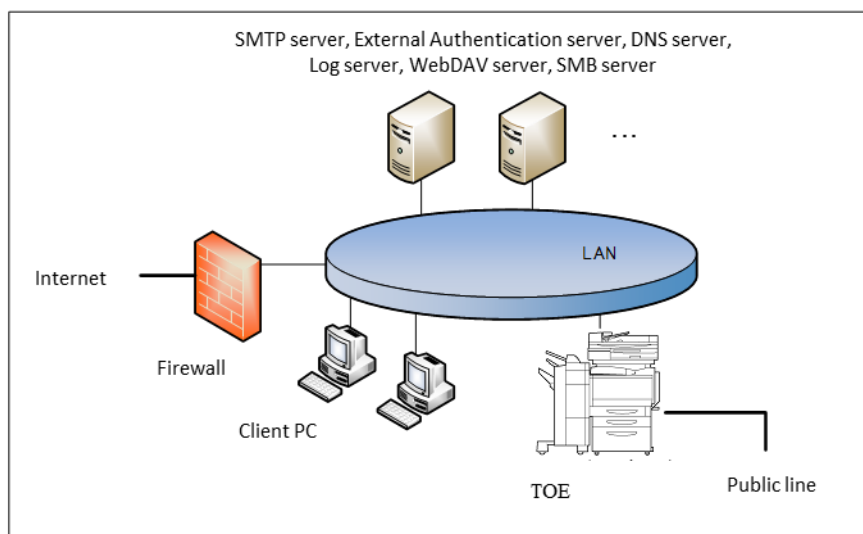 SMTP server, External Authentication server, DNS server,
Log server, WebDAV server, SMB server
...
LAN
Internet
Firewall
Client PC
TOE
Public line